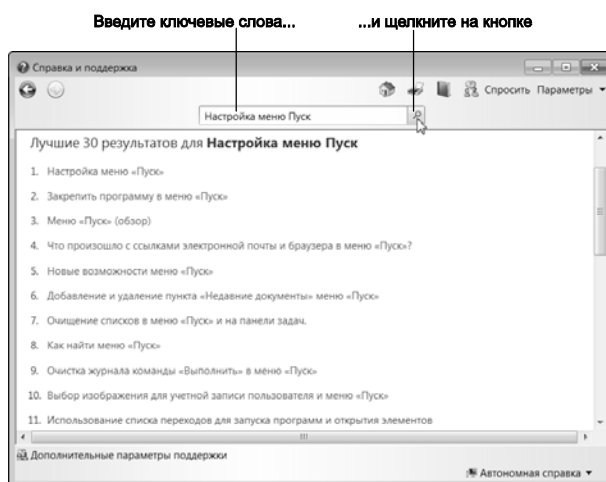 Введите ключевые слова... ...и щелкните на кнопке
Справка и поддержка
Спросить Параметры
Настройка меню Пуск
Лучшие 30 результатов для Настройка меню Пуск
1. Настройка меню «Пуск»
2. Закрепить программу в меню «Пуск»
3. Меню «Пуск» (обзор)
4. Что произошло с ссылками электронной почты и браузера в меню «Пуск»?
5. Новые возможности меню «Пуск»
6. Добавление и удаление пункта «Недавние документы» меню «Пуск»
7. Очищение списков в меню «Пуск» и на панели задач.
8. Как найти меню «Пуск»
9. Очистка журнала команды «Выполнить» в меню «Пуск»
10. Выбор изображения для учетной записи пользователя и меню «Пуск»
11. Использование списка переходов для запуска программ и открытия элементов
Дополнительные параметры поддержки
Автономная справка